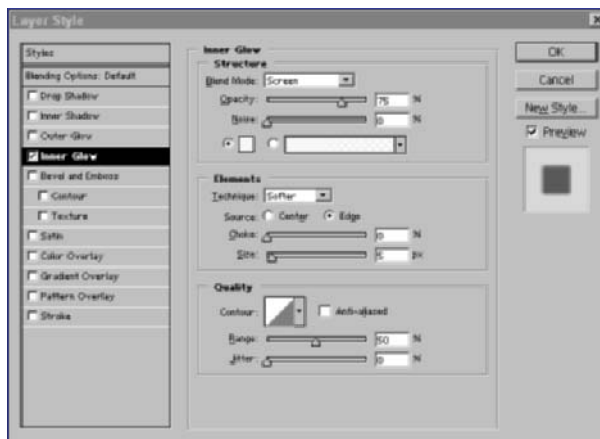 Layer Style
Styles
Blending Options: Default
Drop Shadow
Inner Shadow
Outer Glow
Inner Glow
Bevel and Emboss
Contour
Texture
Satin
Color Overlay
Gradient Overlay
Pattern Overlay
Stroke
Inner Glow
Structure
Blend Mode: Screen
Opacity: 75 %
Noise: 0 %
Elements
Technique: Softer
Source: Center Edge
Choke: 0 %
Size: 5 px
Quality
Contour: Anti-aliased
Range: 50 %
Jitter: 0 %
OK
Cancel
New Style...
Preview